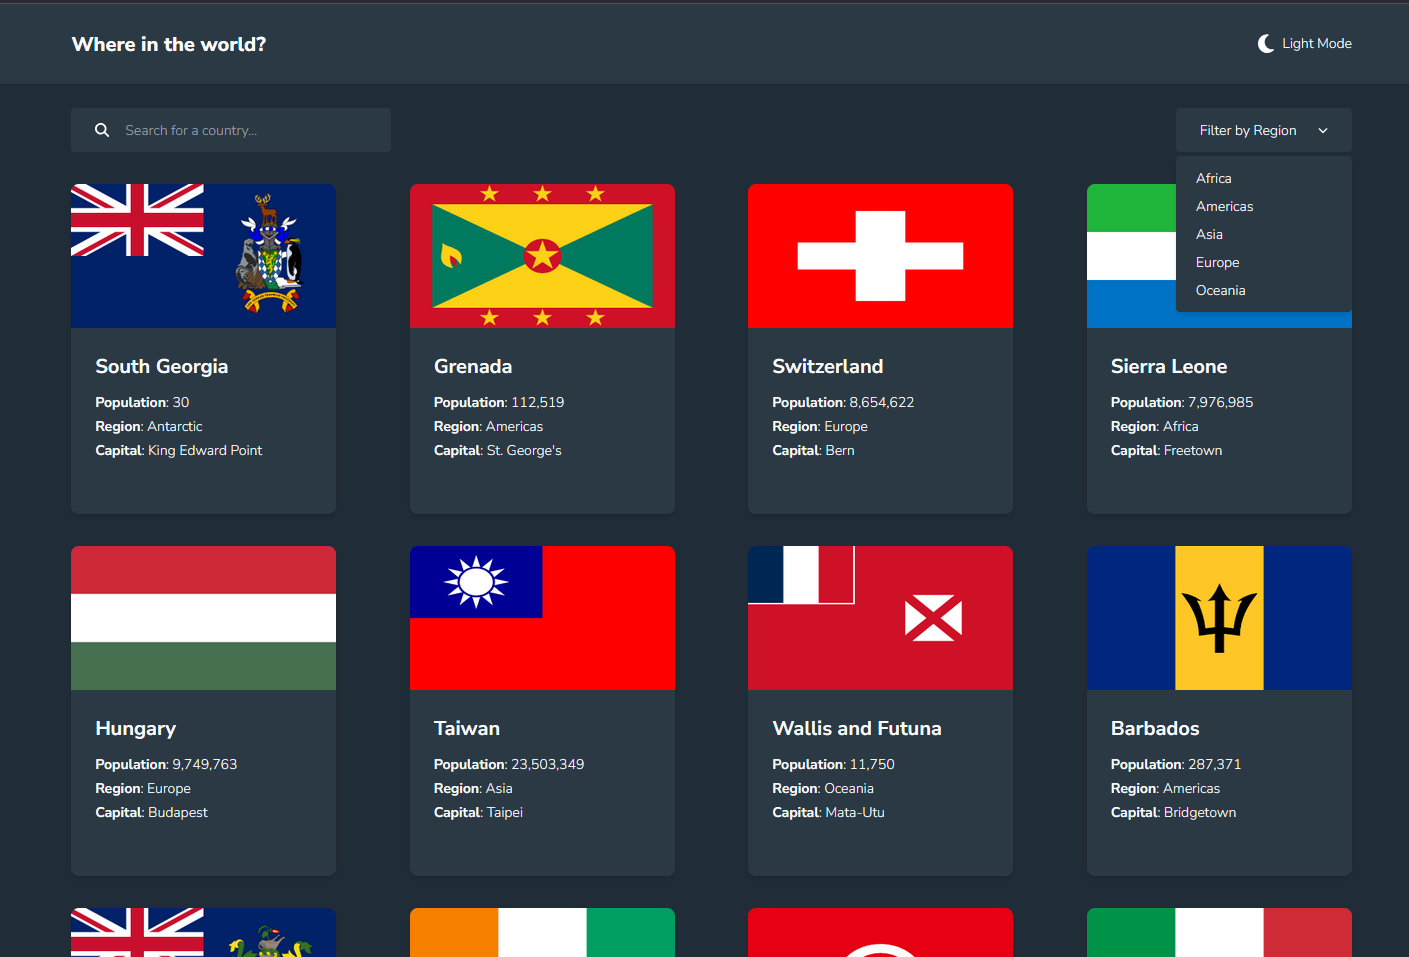 Where in the world?
Light Mode
Search for a country...
Filter by Region
Africa
Americas
Asia
Europe
Oceania
South Georgia
Population: 30
Region: Antarctic
Capital: King Edward Point
Grenada
Population: 112,519
Region: Americas
Capital: St. George's
Switzerland
Population: 8,654,622
Region: Europe
Capital: Bern
Sierra Leone
Population: 7,976,985
Region: Africa
Capital: Freetown
Hungary
Population: 9,749,763
Region: Europe
Capital: Budapest
Taiwan
Population: 23,503,349
Region: Asia
Capital: Taipei
Wallis and Futuna
Population: 11,750
Region: Oceania
Capital: Mata-Utu
Barbados
Population: 287,371
Region: Americas
Capital: Bridgetown